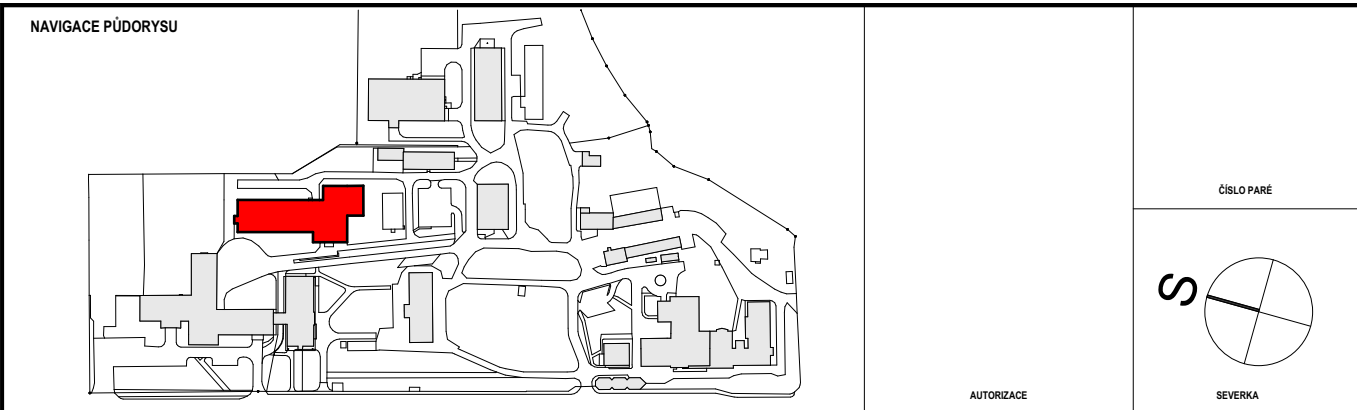 NAVIGACE PŮDORYSU
ČÍSLO PARÉ
S
AUTORIZACE
SEVERKA